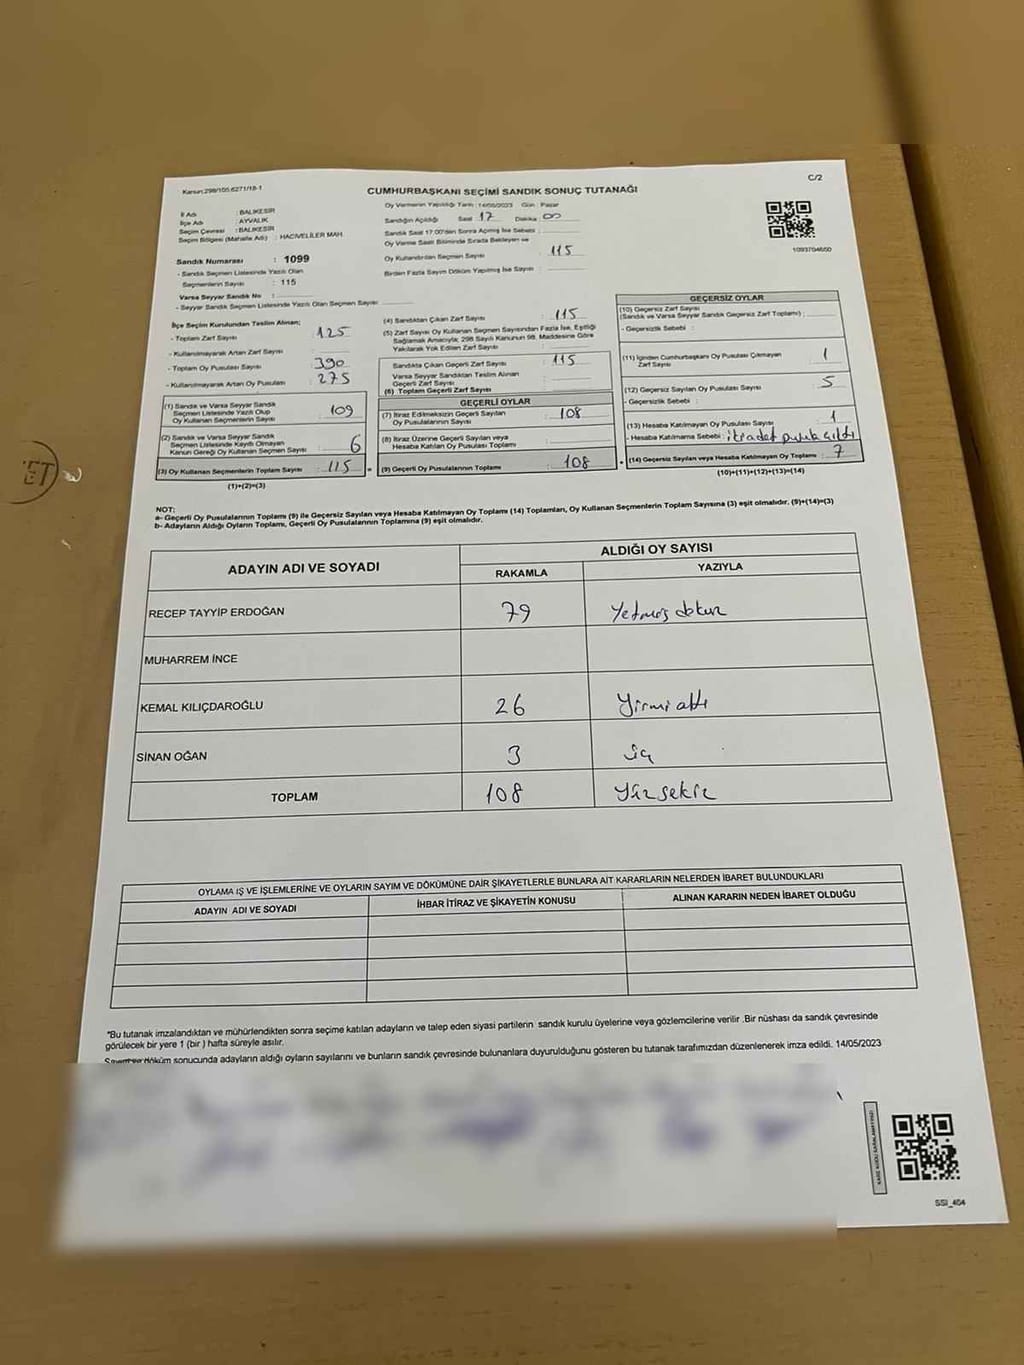 Kanun:298/105.6271/18-1
C/2
CUMHURBAŞKANI SEÇİMİ SANDIK SONUÇ TUTANAĞI
İl Adı : BALIKESİR
İlçe Adı : AYVALIK
Seçim Çevresi : BALIKESİR
Seçim Bölgesi (Mahalle Adı) : HACIVELİLER MAH.
Sandık Numarası : 1099
- Sandık Seçmen Listesinde Yazılı Olan
Seçmenlerin Sayısı : 115
Varsa Seyyar Sandık No :
- Seyyar Sandık Seçmen Listesinde Yazılı Olan Seçmen Sayısı :
Oy Vermenin Yapıldığı Tarih : 14/05/2023 Gün : Pazar
Sandığın Açıldığı Saat : 17 Dakika : 00
Sandık Saat 17.00'den Sonra Açılmış İse Sebebi :
Oy Verme Saati Bitiminde Sırada Bekleyen ve
Oy Kullandırılan Seçmen Sayısı : 115
Birden Fazla Sayım Döküm Yapılmış İse Sayısı :
1093704600
İlçe Seçim Kurulundan Teslim Alınan;
- Toplam Zarf Sayısı : 125
- Kullanılmayarak Artan Zarf Sayısı :
- Toplam Oy Pusulası Sayısı : 390
- Kullanılmayarak Artan Oy Pusulası : 275
(1) Sandık ve Varsa Seyyar Sandık
Seçmen Listesinde Yazılı Olup
Oy Kullanan Seçmenlerin Sayısı : 109
(2) Sandık ve Varsa Seyyar Sandık
Seçmen Listesinde Kayıtlı Olmayan
Kanun Gereği Oy Kullanan Seçmen Sayısı : 6
(3) Oy Kullanan Seçmenlerin Toplam Sayısı : 115
(1)+(2)=(3)
(4) Sandıktan Çıkan Zarf Sayısı : 115
(5) Zarf Sayısı Oy Kullanan Seçmen Sayısından Fazla İse, Eşitliği
Sağlamak Amacıyla; 298 Sayılı Kanunun 98. Maddesine Göre
Yakılarak Yok Edilen Zarf Sayısı :
Sandıkta Çıkan Geçerli Zarf Sayısı : 115
Varsa Seyyar Sandıktan Teslim Alınan
Geçerli Zarf Sayısı :
(6) Toplam Geçerli Zarf Sayısı :
GEÇERLİ OYLAR
(7) İtiraz Edilmeksizin Geçerli Sayılan
Oy Pusulalarının Sayısı : 108
(8) İtiraz Üzerine Geçerli Sayılan veya
Hesaba Katılan Oy Pusulası Toplamı :
= (9) Geçerli Oy Pusulalarının Toplamı : 108
GEÇERSİZ OYLAR
(10) Geçersiz Zarf Sayısı
(Sandık ve Varsa Seyyar Sandık Geçersiz Zarf Toplamı) :
- Geçersizlik Sebebi :
(11) İçinden Cumhurbaşkanı Oy Pusulası Çıkmayan
Zarf Sayısı : 1
(12) Geçersiz Sayılan Oy Pusulası Sayısı : 5
- Geçersizlik Sebebi :
(13) Hesaba Katılmayan Oy Pusulası Sayısı : 1
- Hesaba Katılmama Sebebi : iki adet pusula çıktı
+ (14) Geçersiz Sayılan veya Hesaba Katılmayan Oy Toplamı : 7
(10)+(11)+(12)+(13)=(14)
NOT:
a- Geçerli Oy Pusulalarının Toplamı (9) ile Geçersiz Sayılan veya Hesaba Katılmayan Oy Toplamı (14) Toplamları, Oy Kullanan Seçmenlerin Toplam Sayısına (3) eşit olmalıdır. (9)+(14)=(3)
b- Adayların Aldığı Oyların Toplamı, Geçerli Oy Pusulalarının Toplamına (9) eşit olmalıdır.
ADAYIN ADI VE SOYADI
ALDIĞI OY SAYISI
RAKAMLA YAZIYLA
RECEP TAYYİP ERDOĞAN 79 Yetmiş dokuz
MUHARREM İNCE
KEMAL KILIÇDAROĞLU 26 Yirmi altı
SİNAN OĞAN 3 üç
TOPLAM 108 Yüzsekiz
OYLAMA İŞ VE İŞLEMLERİNE VE OYLARIN SAYIM VE DÖKÜMÜNE DAİR ŞİKAYETLERLE BUNLARA AİT KARARLARIN NELERDEN İBARET BULUNDUKLARI
ADAYIN ADI VE SOYADI İHBAR İTİRAZ VE ŞİKAYETİN KONUSU ALINAN KARARIN NEDEN İBARET OLDUĞU
*Bu tutanak imzalandıktan ve mühürlendikten sonra seçime katılan adayların ve talep eden siyasi partilerin sandık kurulu üyelerine veya gözlemcilerine verilir .Bir nüshası da sandık çevresinde
görülecek bir yere 1 (bir ) hafta süreyle asılır.
Sayım ve döküm sonucunda adayların aldığı oyların sayılarını ve bunların sandık çevresinde bulunanlara duyurulduğunu gösteren bu tutanak tarafımızdan düzenlenerek imza edildi. 14/05/2023
KARE KODU KARALAMAYINIZ!
SSI_404